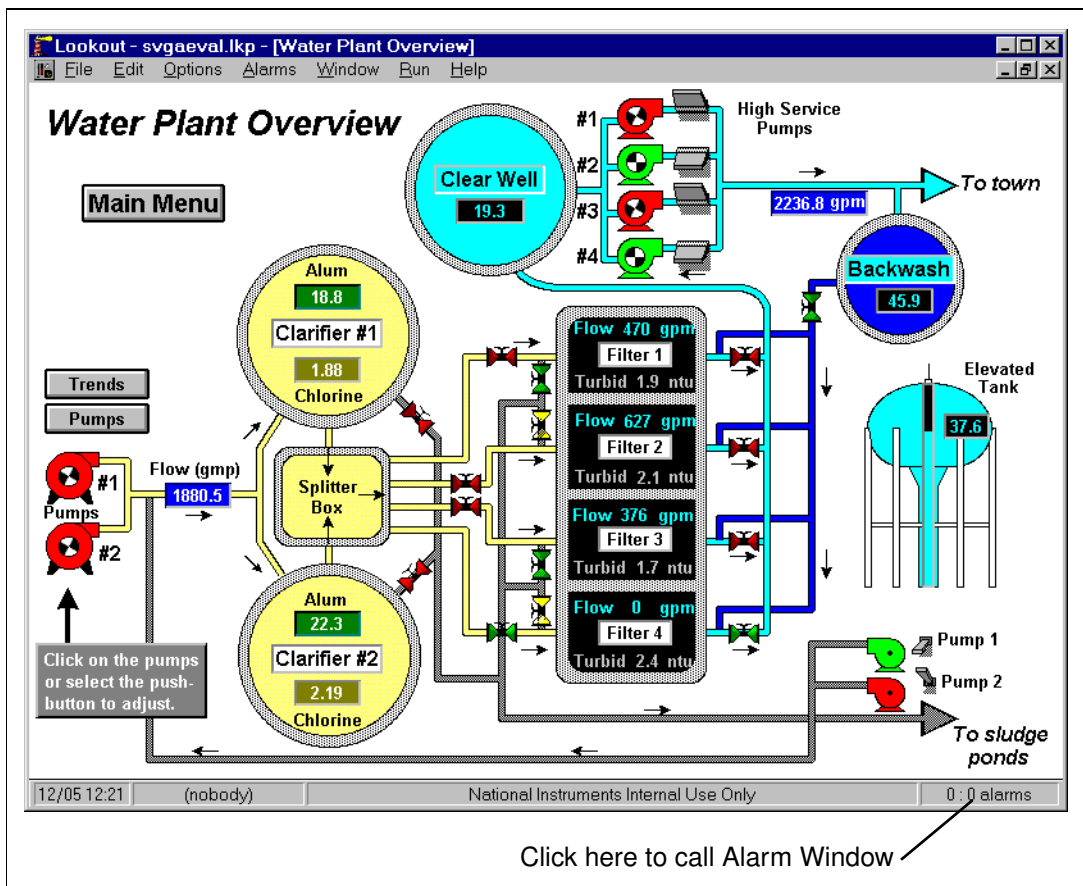 Lookout - svgaeval.lkp - [Water Plant Overview]
File Edit Options Alarms Window Run Help
Water Plant Overview
Main Menu
Clear Well
19.3
#1
#2
#3
#4
High Service
Pumps
2236.8 gpm
To town
Backwash
45.9
Alum
18.8
Clarifier #1
1.88
Chlorine
Trends
Pumps
#1
Pumps
#2
Flow (gmp)
1880.5
Splitter
Box
Flow 470 gpm
Filter 1
Turbid 1.9 ntu
Flow 627 gpm
Filter 2
Turbid 2.1 ntu
Flow 376 gpm
Filter 3
Turbid 1.7 ntu
Flow 0 gpm
Filter 4
Turbid 2.4 ntu
Elevated
Tank
37.6
Alum
22.3
Clarifier #2
2.19
Chlorine
Click on the pumps
or select the push-
button to adjust.
Pump 1
Pump 2
To sludge
ponds
12/05 12:21 (nobody) National Instruments Internal Use Only 0 : 0 alarms
Click here to call Alarm Window